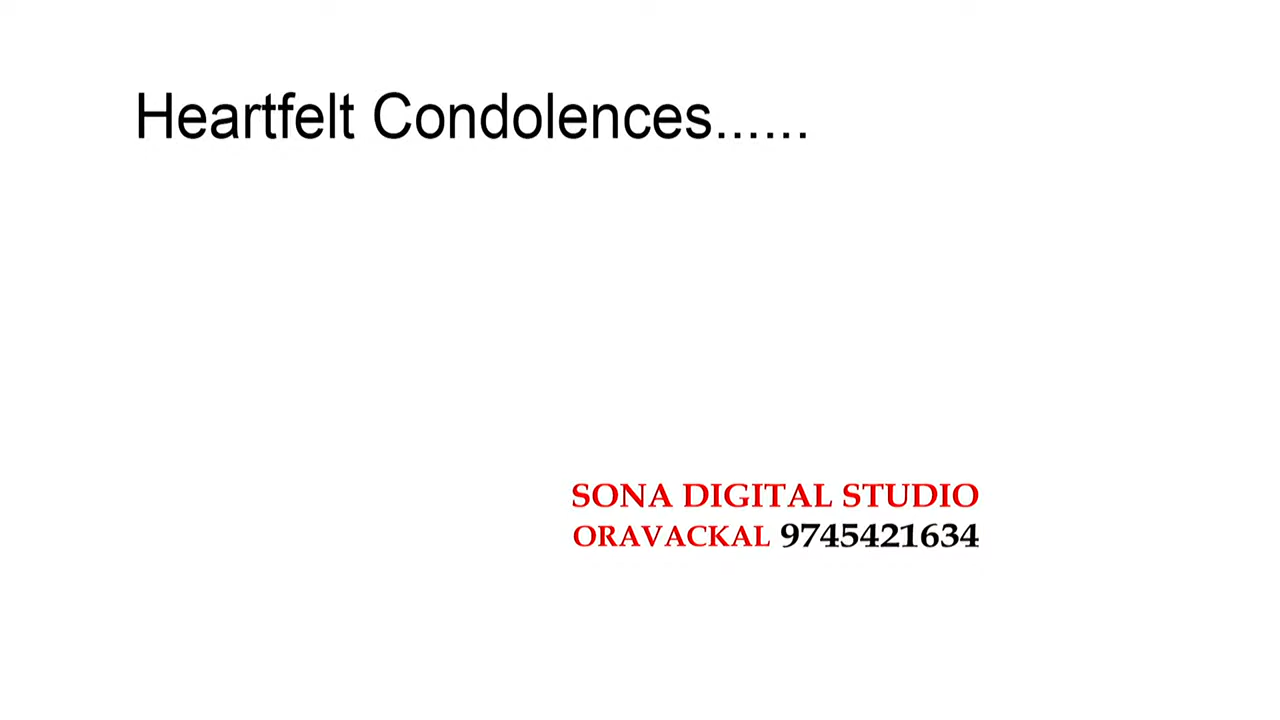 Heartfelt Condolences......
SONA DIGITAL STUDIO
ORAVACKAL 9745421634